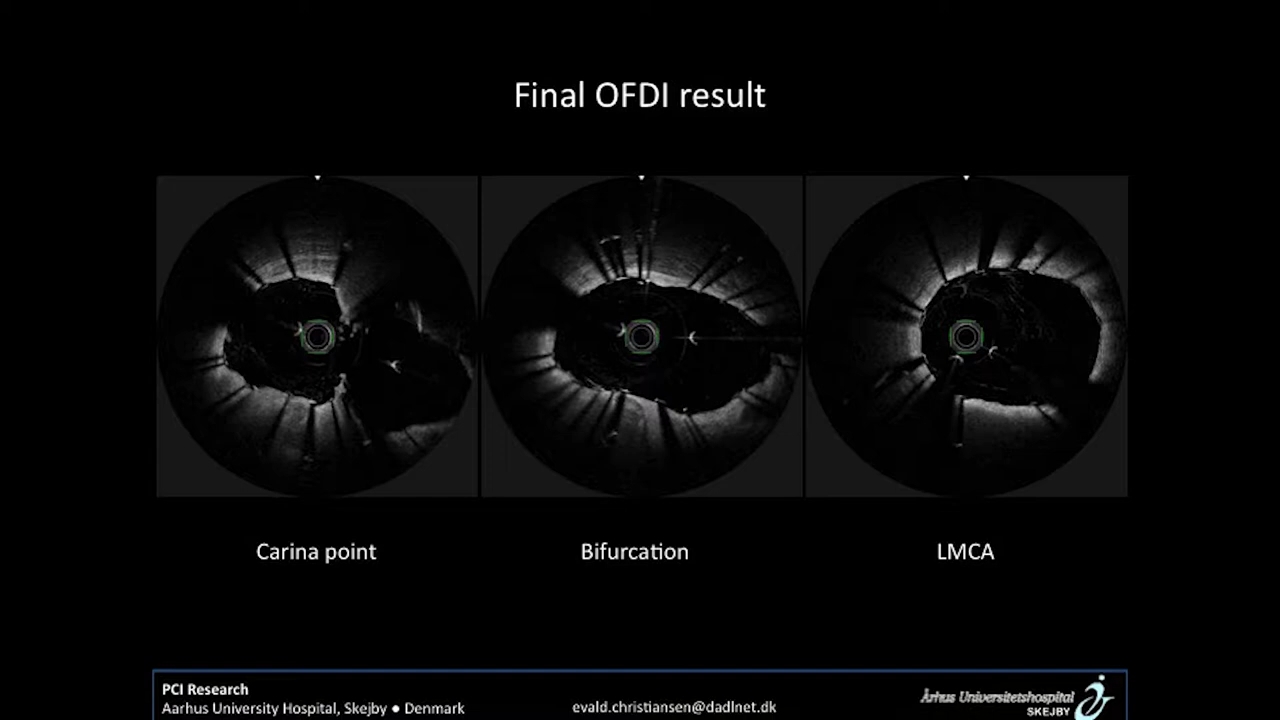 Final OFDI result
Carina point
Bifurcation
LMCA
PCI Research
Aarhus University Hospital, Skejby ● Denmark
evald.christiansen@dadlnet.dk
Århus Universitetshospital
SKEJBY